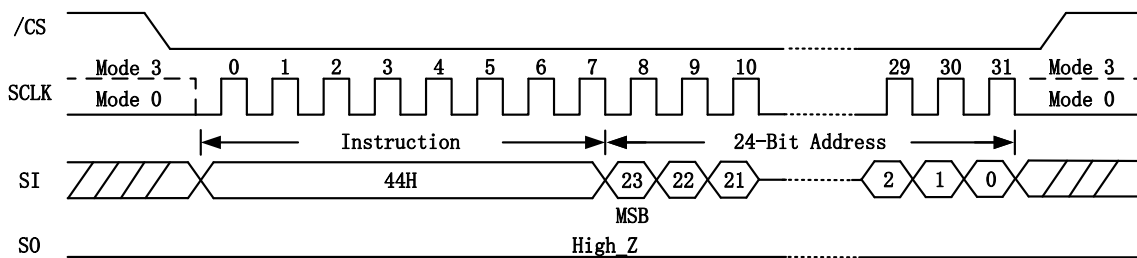 /CS
Mode 3 0 1 2 3 4 5 6 7 8 9 10 29 30 31 Mode 3
SCLK
Mode 0 Mode 0
Instruction 24-Bit Address
SI 44H 23 22 21 2 1 0
MSB
SO High_Z